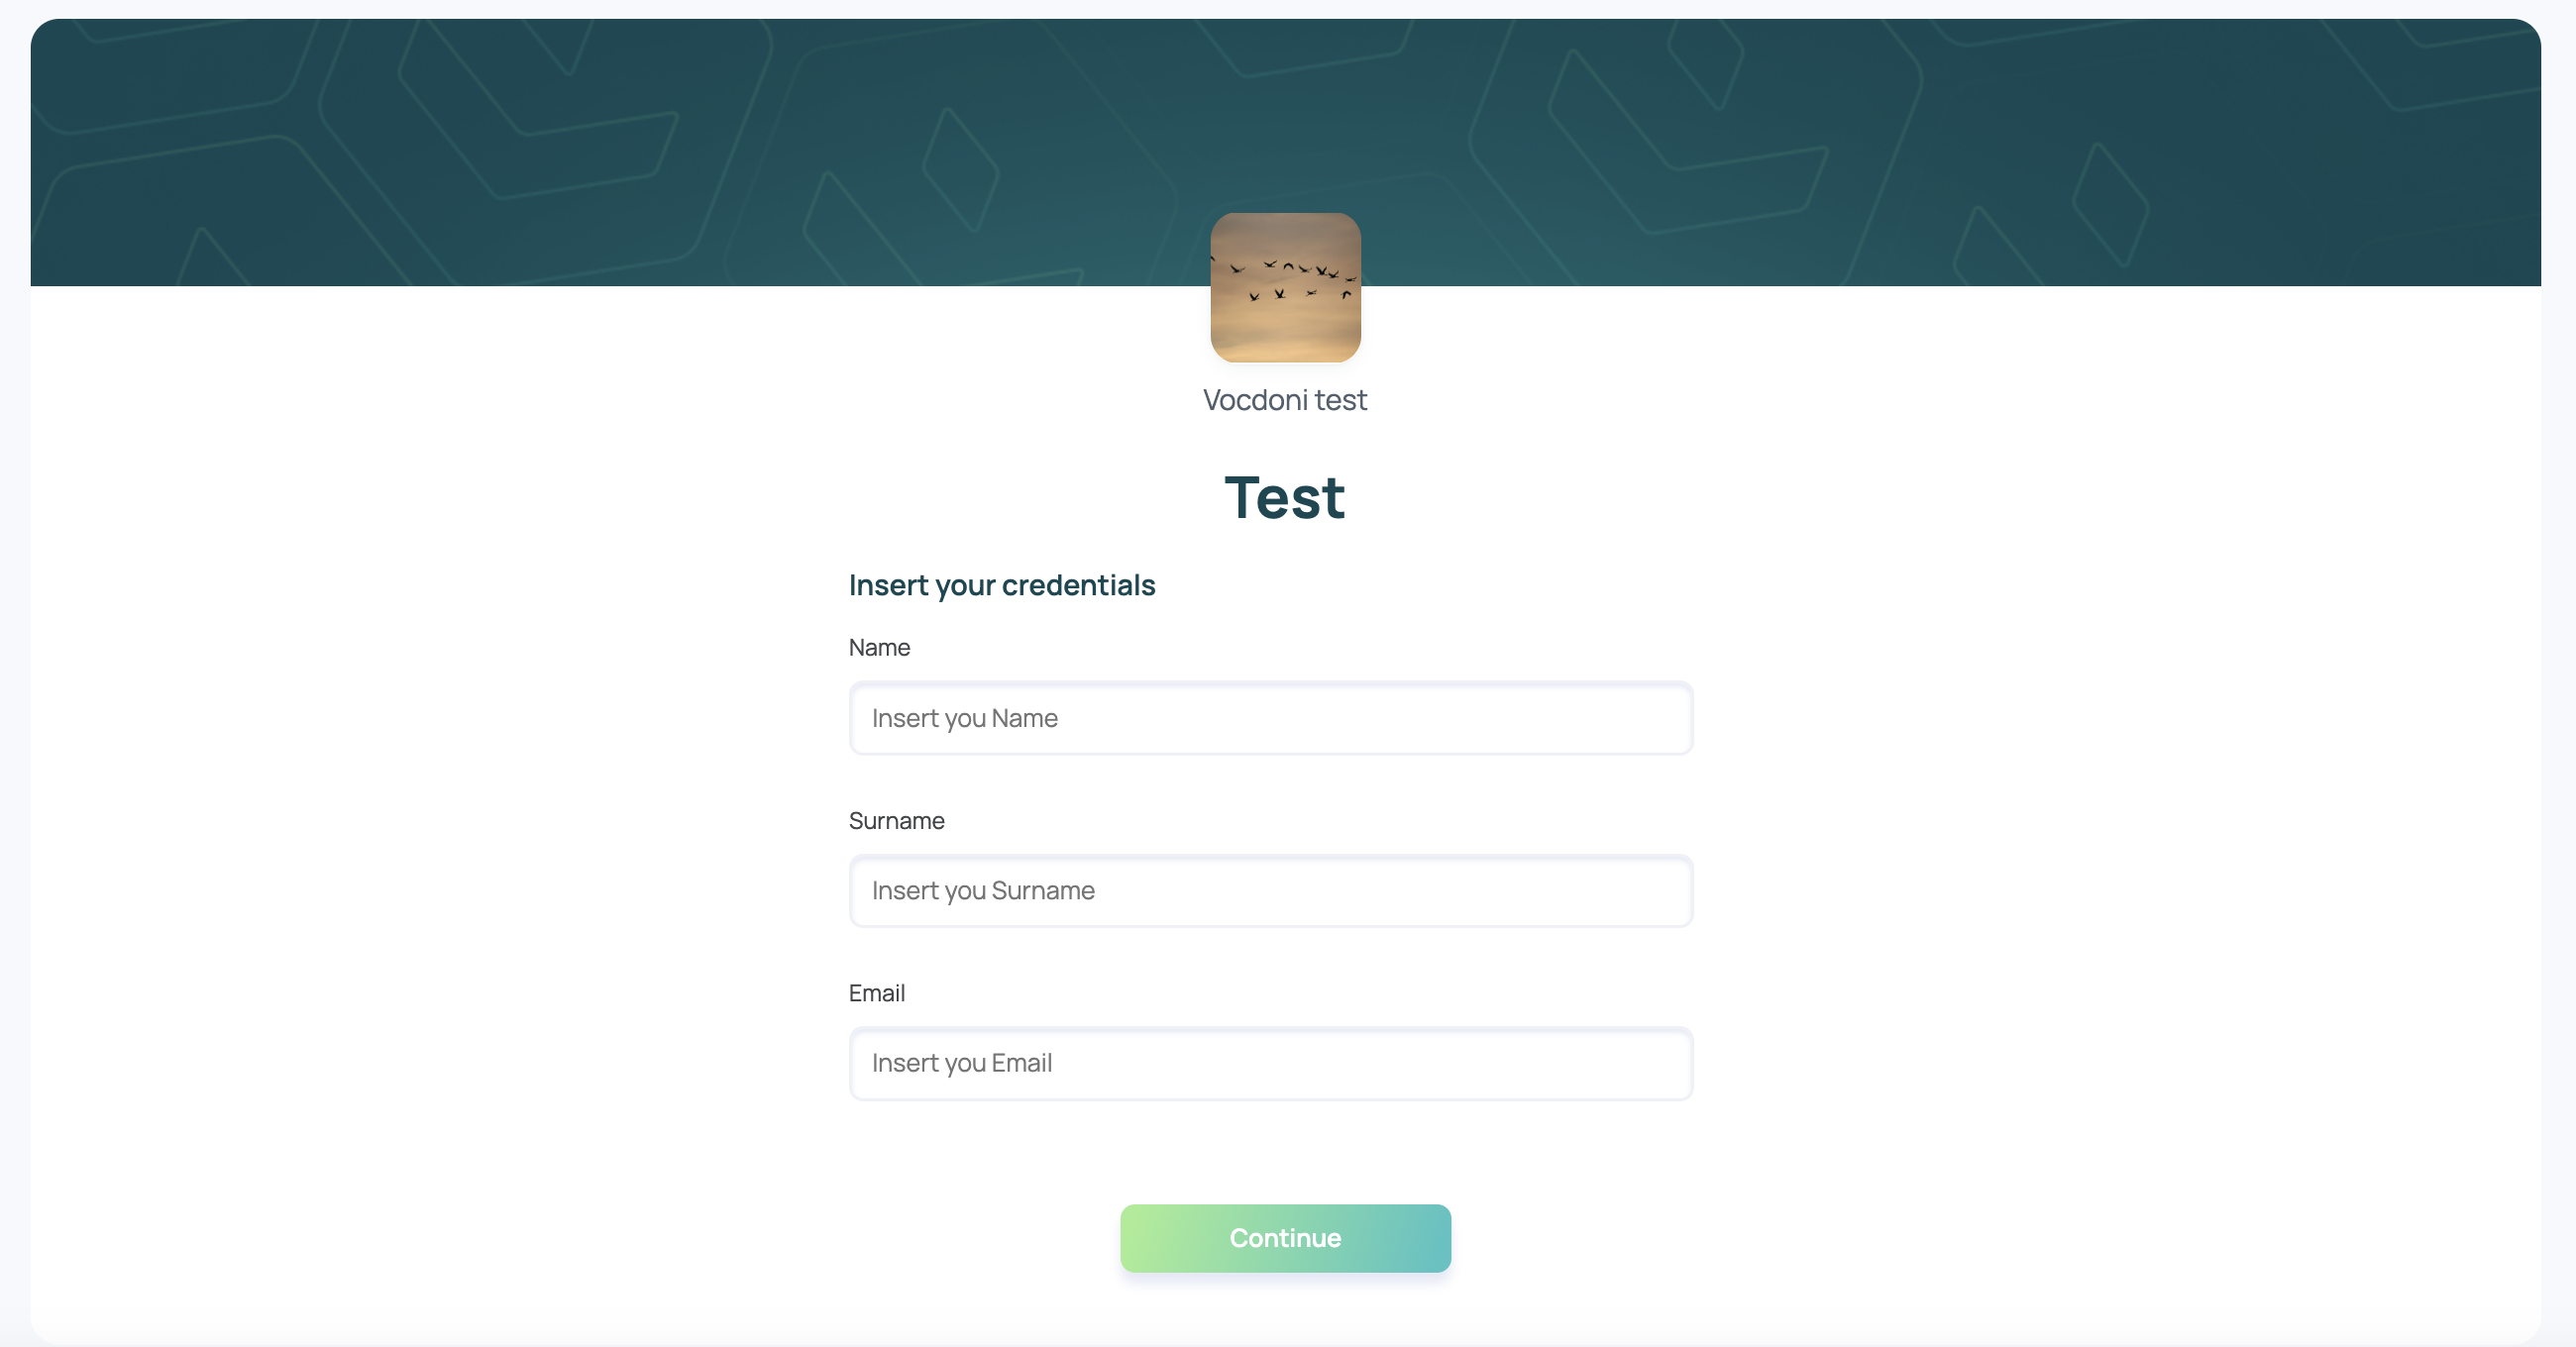 Vocdoni test
Test
Insert your credentials
Name
Insert you Name
Surname
Insert you Surname
Email
Insert you Email
Continue